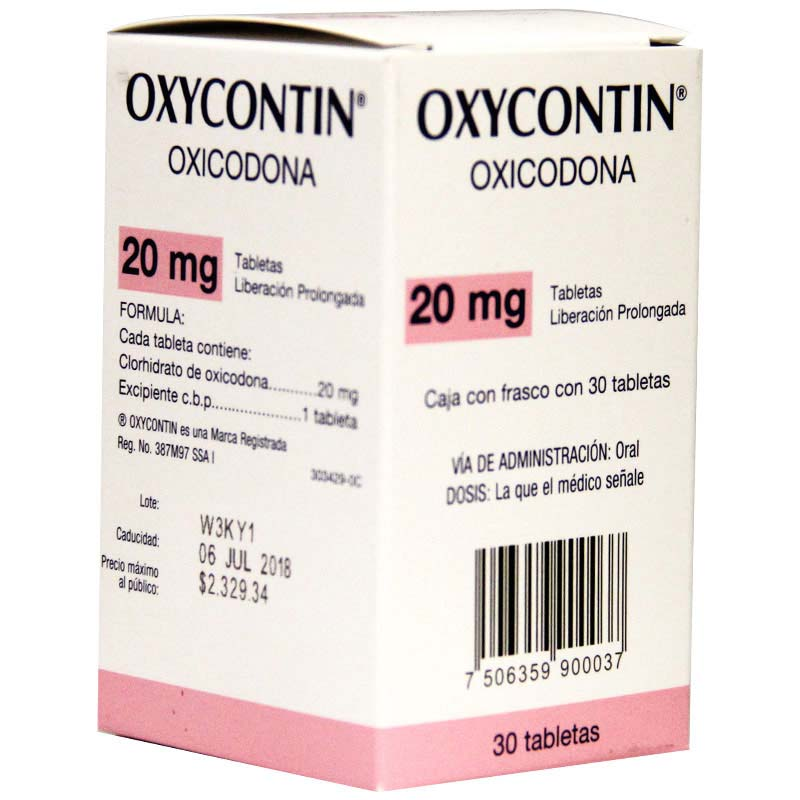 OXYCONTIN®
OXICODONA
20 mg
Tabletas
Liberación Prolongada
FORMULA:
Cada tableta contiene:
Clorhidrato de oxicodona..........20 mg
Excipiente c.b.p...................1 tableta
® OXYCONTIN es una Marca Registrada
Reg. No. 387M97 SSA I
303429-0C
Lote: W3KY1
Caducidad: 06 JUL 2018
Precio máximo
al público: $2.329.34
OXYCONTIN®
OXICODONA
20 mg
Tabletas
Liberación Prolongada
Caja con frasco con 30 tabletas
VÍA DE ADMINISTRACIÓN: Oral
DOSIS: La que el médico señale
7 506359 900037
30 tabletas